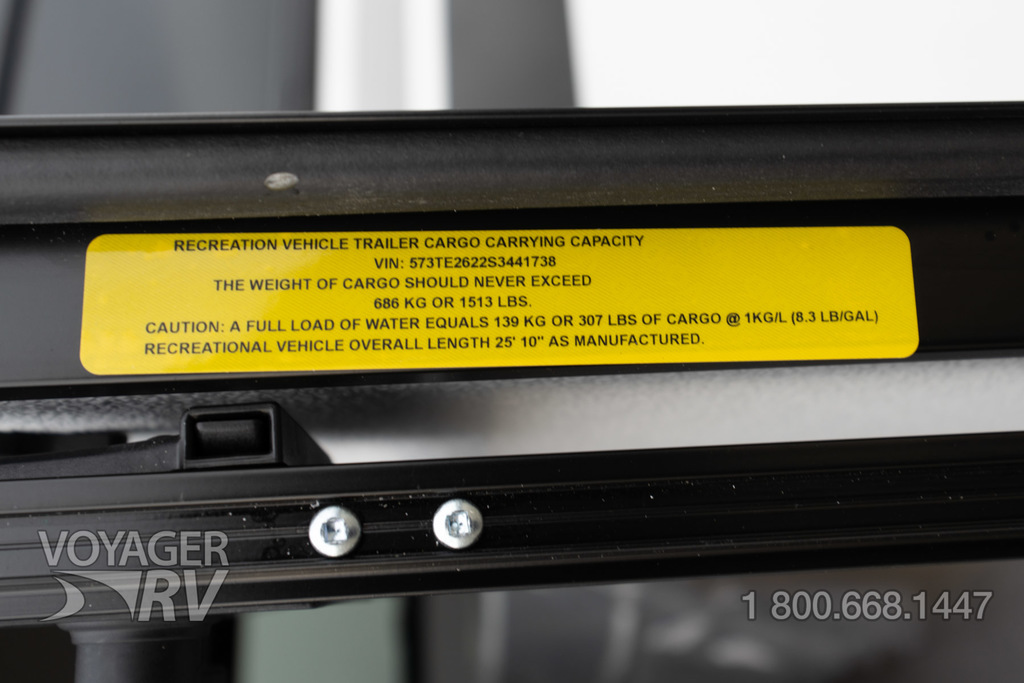 RECREATION VEHICLE TRAILER CARGO CARRYING CAPACITY
VIN: 573TE2622S3441738
THE WEIGHT OF CARGO SHOULD NEVER EXCEED
686 KG OR 1513 LBS.
CAUTION: A FULL LOAD OF WATER EQUALS 139 KG OR 307 LBS OF CARGO @ 1KG/L (8.3 LB/GAL)
RECREATIONAL VEHICLE OVERALL LENGTH 25' 10" AS MANUFACTURED.
VOYAGER
RV
1 800.668.1447